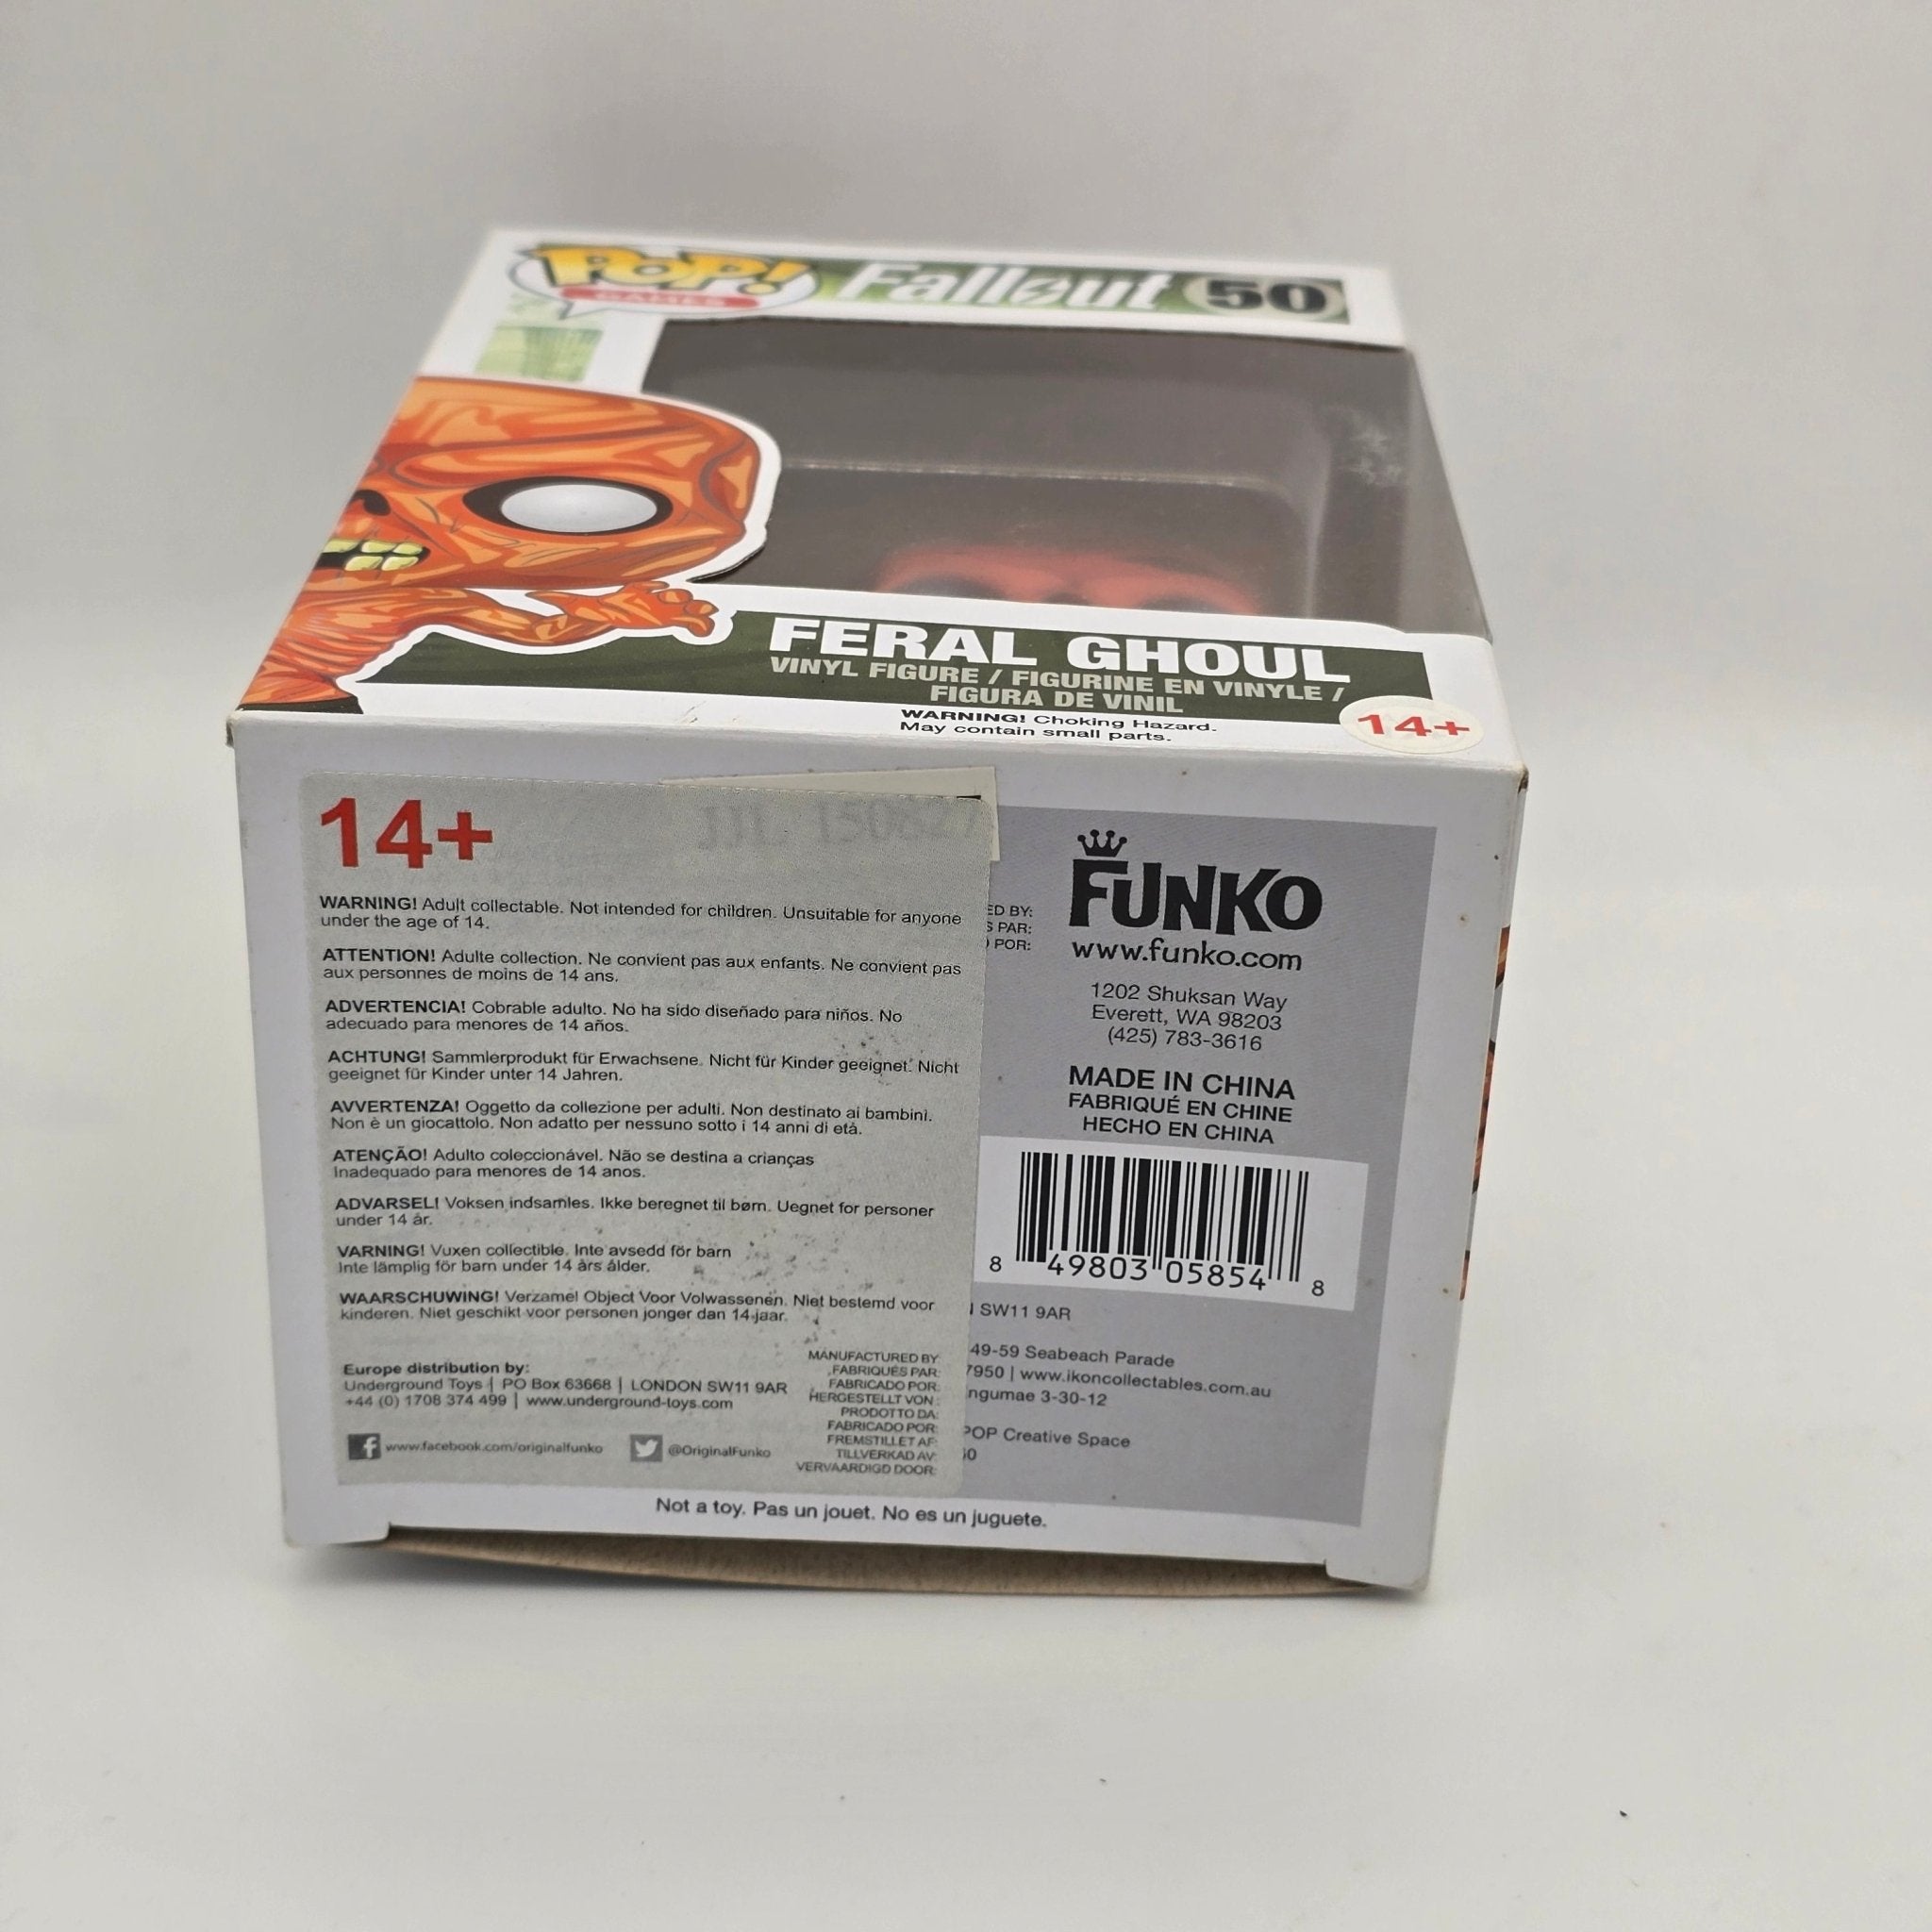 POP!
GAMES
Fallout
50
FERAL GHOUL
VINYL FIGURE / FIGURINE EN VINYLE /
FIGURA DE VINIL
WARNING! Choking Hazard.
May contain small parts.
14+
14+
WARNING! Adult collectable. Not intended for children. Unsuitable for anyone
under the age of 14.
ATTENTION! Adulte collection. Ne convient pas aux enfants. Ne convient pas
aux personnes de moins de 14 ans.
ADVERTENCIA! Cobrable adulto. No ha sido diseñado para niños. No
adecuado para menores de 14 años.
ACHTUNG! Sammlerprodukt für Erwachsene. Nicht für Kinder geeignet. Nicht
geeignet für Kinder unter 14 Jahren.
AVVERTENZA! Oggetto da collezione per adulti. Non destinato ai bambini.
Non è un giocattolo. Non adatto per nessuno sotto i 14 anni di età.
ATENÇÃO! Adulto coleccionável. Não se destina a crianças
Inadequado para menores de 14 anos.
ADVARSEL! Voksen indsamles. Ikke beregnet til børn. Uegnet for personer
under 14 år.
VARNING! Vuxen collectible. Inte avsedd för barn
Inte lämplig för barn under 14 års ålder.
WAARSCHUWING! Verzamel Object Voor Volwassenen. Niet bestemd voor
kinderen. Niet geschikt voor personen jonger dan 14 jaar.
Europe distribution by:
Underground Toys | PO Box 63668 | LONDON SW11 9AR
+44 (0) 1708 374 499 | www.underground-toys.com
www.facebook.com/originalfunko @OriginalFunko
MANUFACTURED BY:
FABRIQUÉS PAR:
FABRICADO POR:
HERGESTELLT VON:
PRODOTTO DA:
FABRICADO POR:
FREMSTILLET AF:
TILLVERKAD AV:
VERVAARDIGD DOOR:
ED BY:
S PAR:
POR:
FUNKO
www.funko.com
1202 Shuksan Way
Everett, WA 98203
(425) 783-3616
MADE IN CHINA
FABRIQUÉ EN CHINE
HECHO EN CHINA
8 49803 05854 8
SW11 9AR
49-59 Seabeach Parade
7950 | www.ikoncollectables.com.au
ngumae 3-30-12
POP Creative Space
Not a toy. Pas un jouet. No es un juguete.